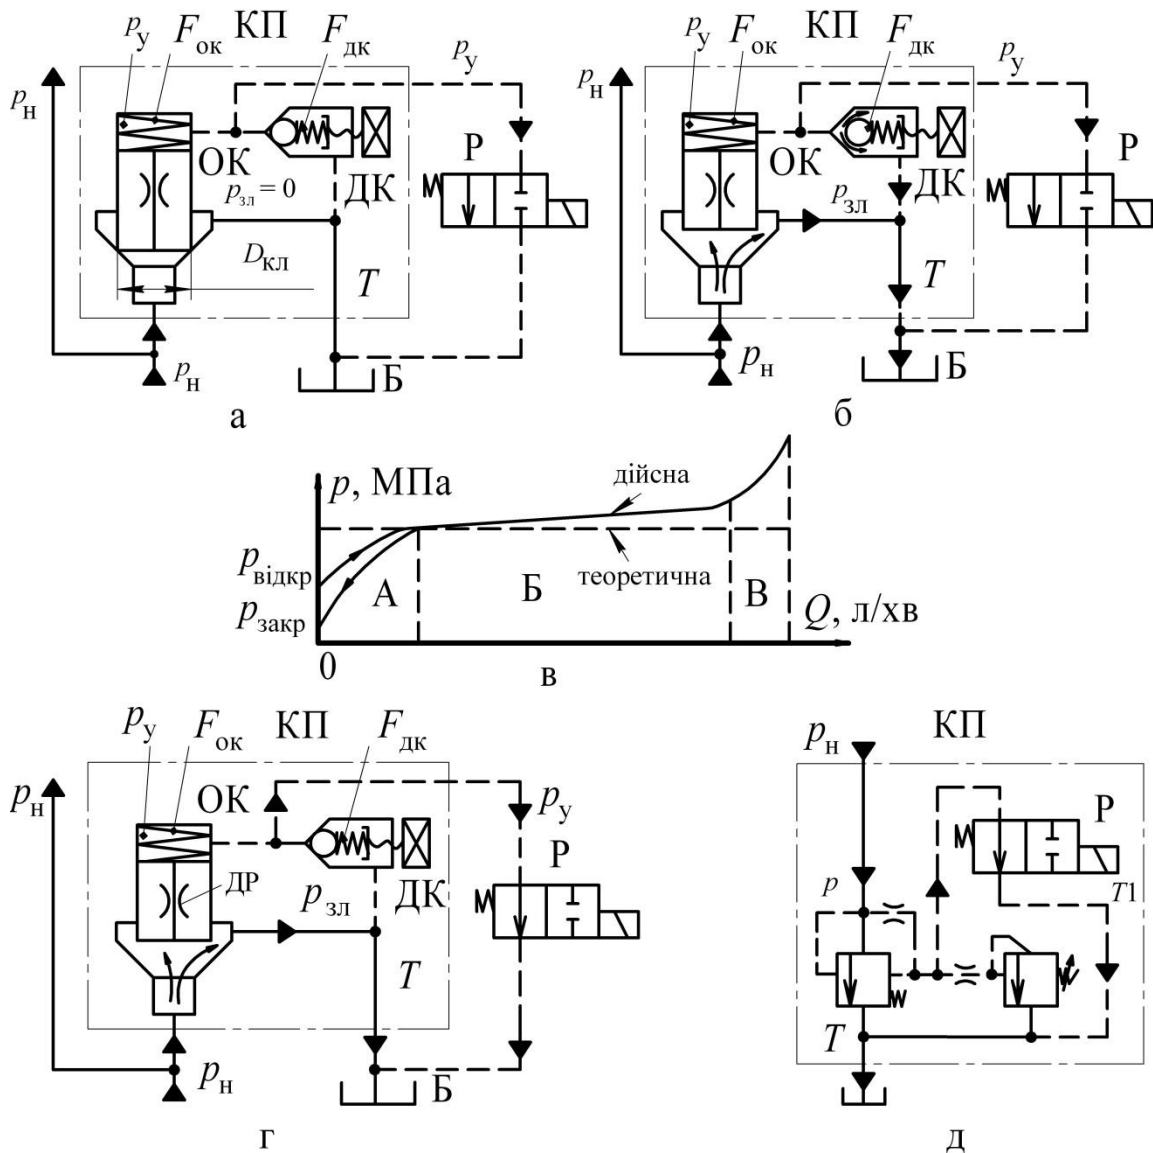 pу Fок КП Fдк pу
pн
ОК Р
pзл = 0 ДК
Dкл
T
pн
Б
а
pу Fок КП Fдк pу
pн
ОК Р
pзл ДК
T
pн
Б
б
p, МПа
дійсна
pвідкр
теоретична
А Б В
pзакр
Q, л/хв
0
в
pу Fок КП Fдк
pн
ОК pу
Р
ДР pзл ДК
T
pн
Б
г
pн КП
Р
p T1
T
д